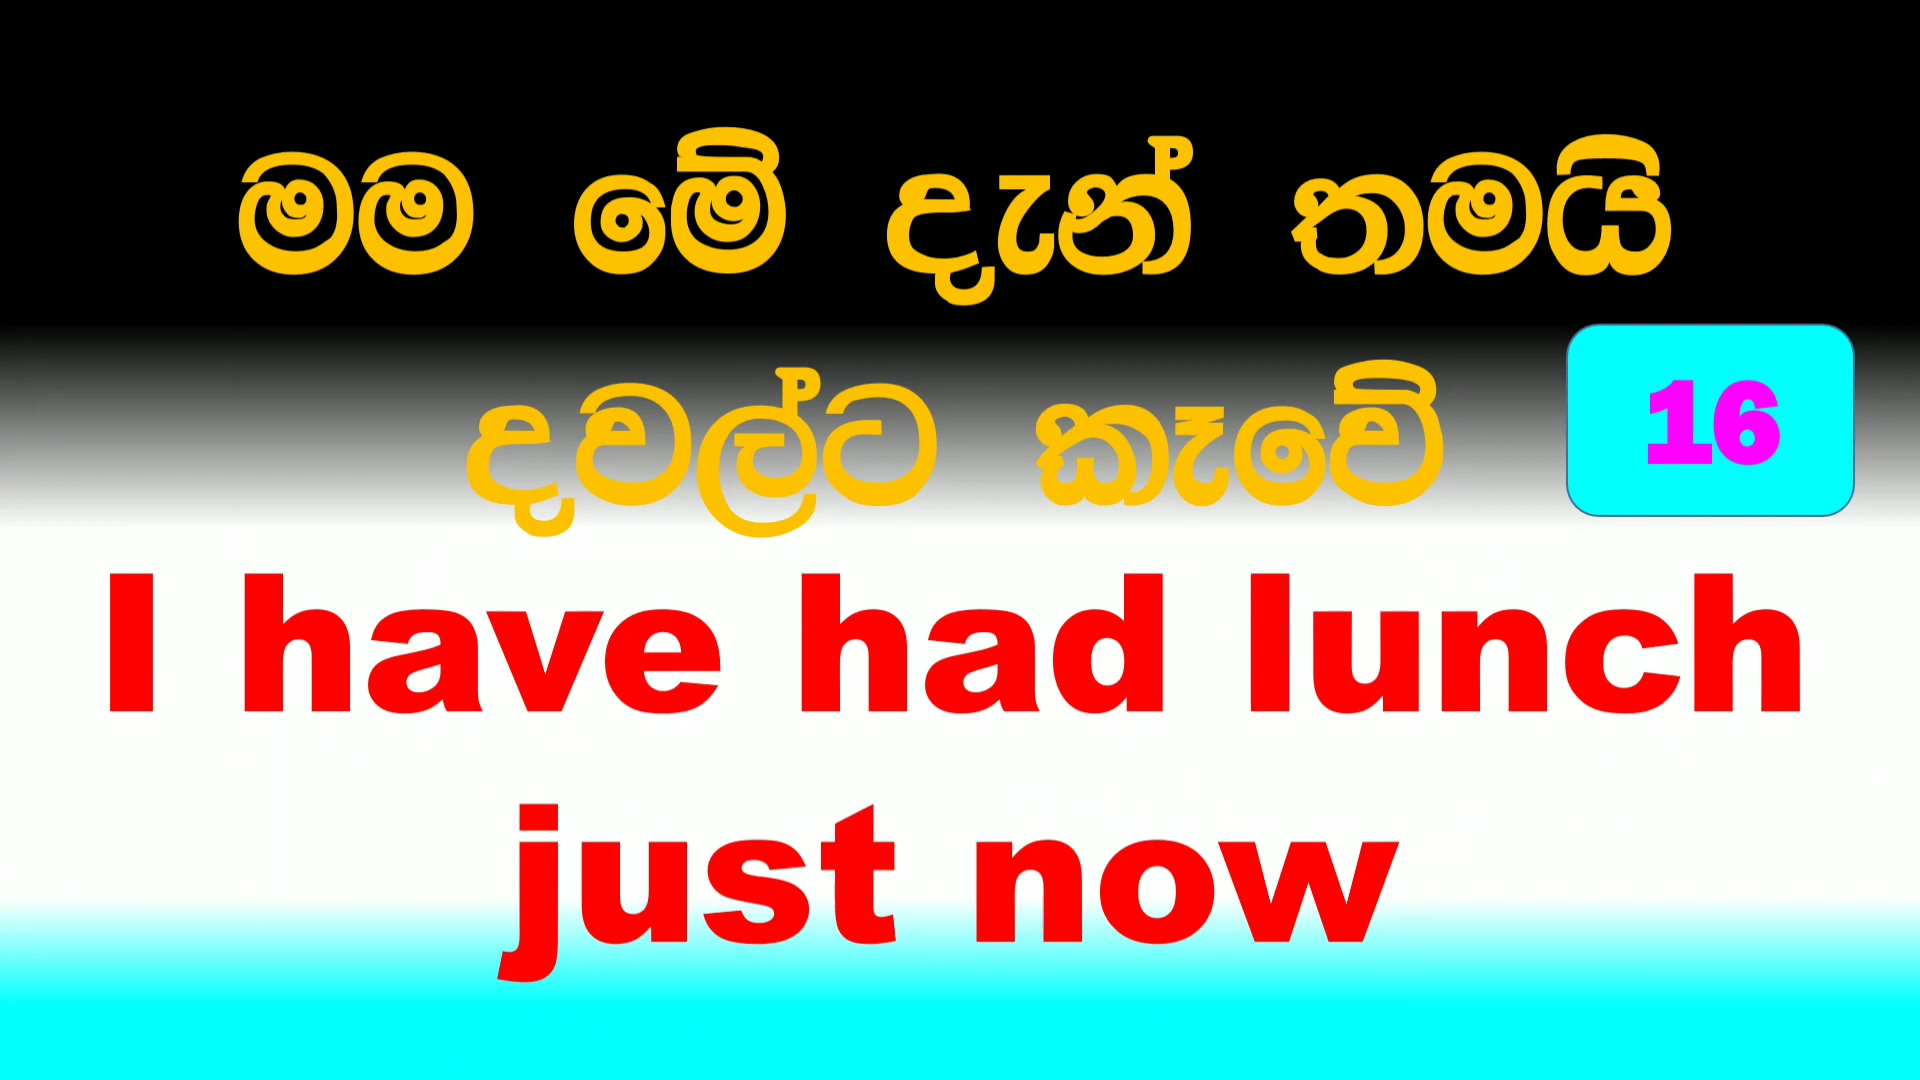 මම මේ දැන් තමයි
දවල්ට කෑවේ
16
I have had lunch
just now